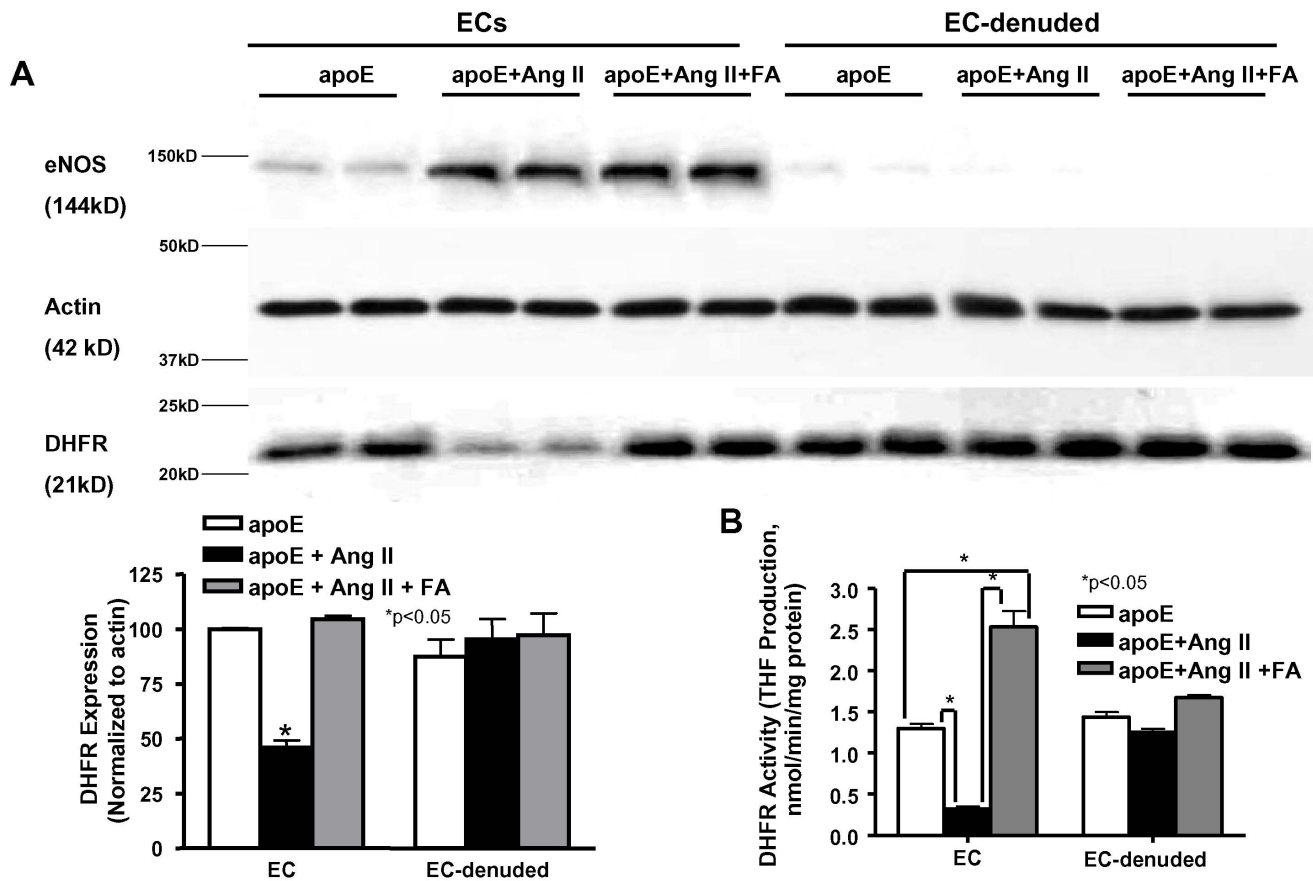 ECs EC-denuded
A
apoE apoE+Ang II apoE+Ang II+FA apoE apoE+Ang II apoE+Ang II+FA
eNOS
(144kD)
150kD
50kD
Actin
(42 kD)
37kD
25kD
DHFR
(21kD)
20kD
apoE
apoE + Ang II
apoE + Ang II + FA
*p<0.05
DHFR Expression
(Normalized to actin)
125
100
75
50
25
0
*
EC EC-denuded
B
DHFR Activity (THF Production,
nmol/min/mg protein)
3.0
2.5
2.0
1.5
1.0
0.5
0.0
*
*
*
*p<0.05
apoE
apoE+Ang II
apoE+Ang II +FA
EC EC-denuded